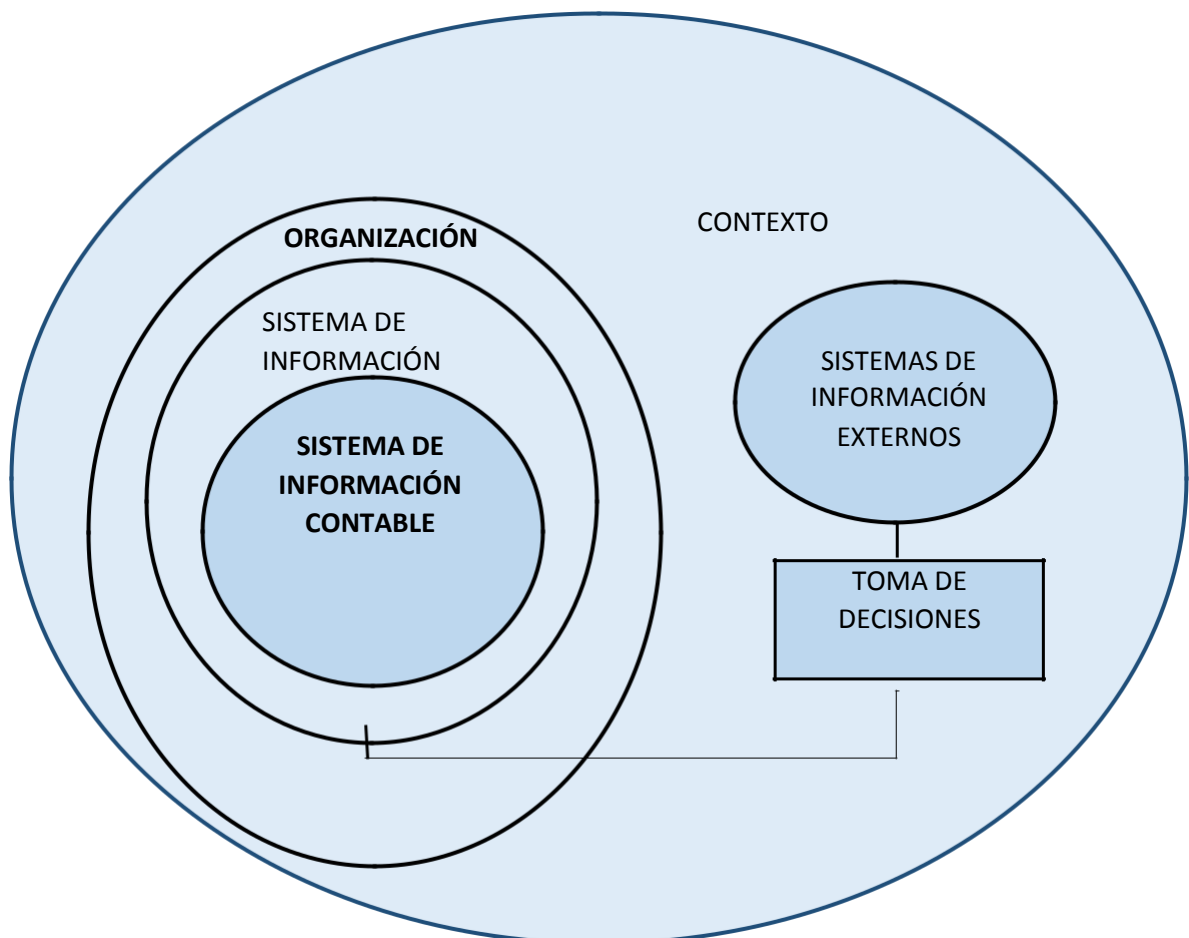 CONTEXTO
ORGANIZACIÓN
SISTEMA DE
INFORMACIÓN
SISTEMA DE
INFORMACIÓN
CONTABLE
SISTEMAS DE
INFORMACIÓN
EXTERNOS
TOMA DE
DECISIONES